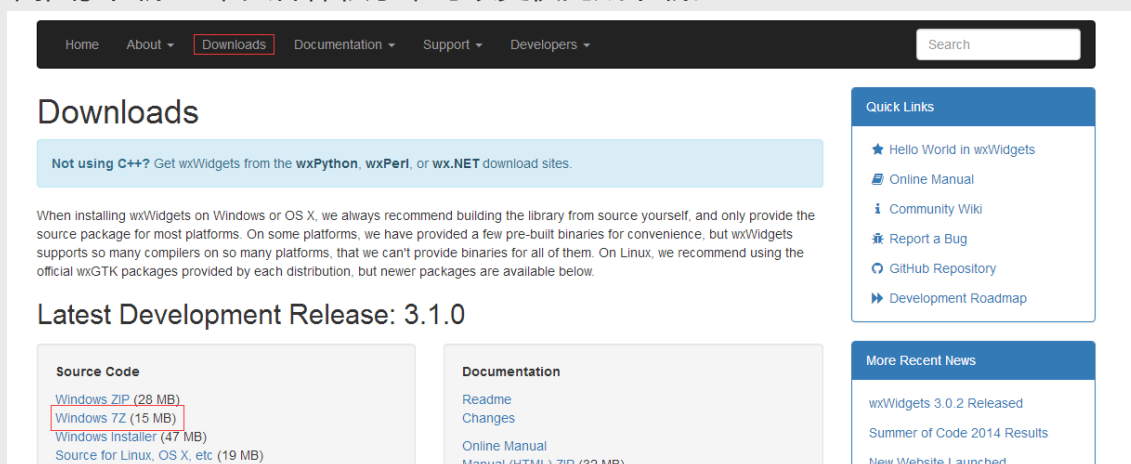 Home About Downloads Documentation Support Developers Search
Downloads
Not using C++? Get wxWidgets from the wxPython, wxPerl, or wx.NET download sites.
When installing wxWidgets on Windows or OS X, we always recommend building the library from source yourself, and only provide the
source package for most platforms. On some platforms, we have provided a few pre-built binaries for convenience, but wxWidgets
supports so many compilers on so many platforms, that we can't provide binaries for all of them. On Linux, we recommend using the
official wxGTK packages provided by each distribution, but newer packages are available below.
Latest Development Release: 3.1.0
Source Code
Windows ZIP (28 MB)
Windows 7Z (15 MB)
Windows Installer (47 MB)
Source for Linux, OS X, etc (19 MB)
Documentation
Readme
Changes
Online Manual
Manual (HTML) ZIP (32 MB)
Quick Links
Hello World in wxWidgets
Online Manual
Community Wiki
Report a Bug
GitHub Repository
Development Roadmap
More Recent News
wxWidgets 3.0.2 Released
Summer of Code 2014 Results
New Website Launched